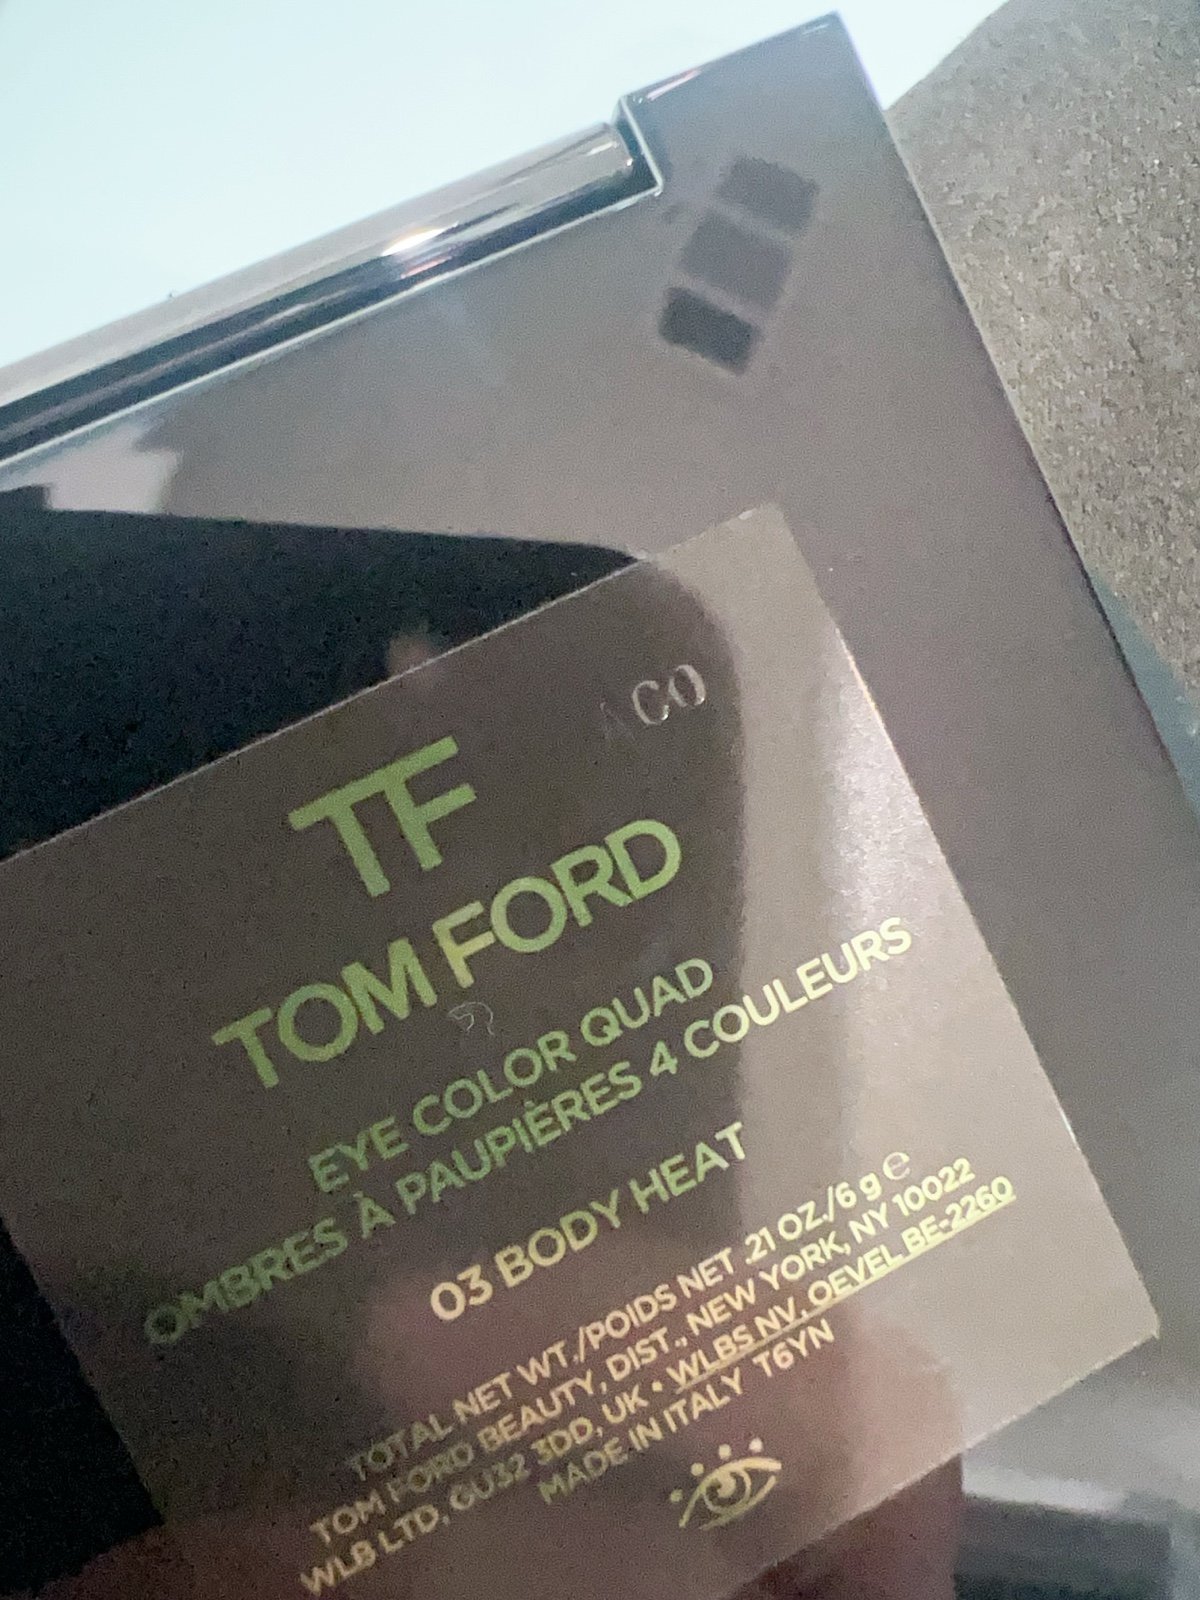 ACO
TF
TOM FORD
EYE COLOR QUAD
OMBRES À PAUPIÈRES 4 COULEURS
03 BODY HEAT
TOTAL NET WT./POIDS NET .21 OZ./6 g e
TOM FORD BEAUTY, DIST., NEW YORK, NY 10022
WLB LTD, GU32 3DD, UK • WLBS NV, OEVEL BE-2260
MADE IN ITALY T6YN